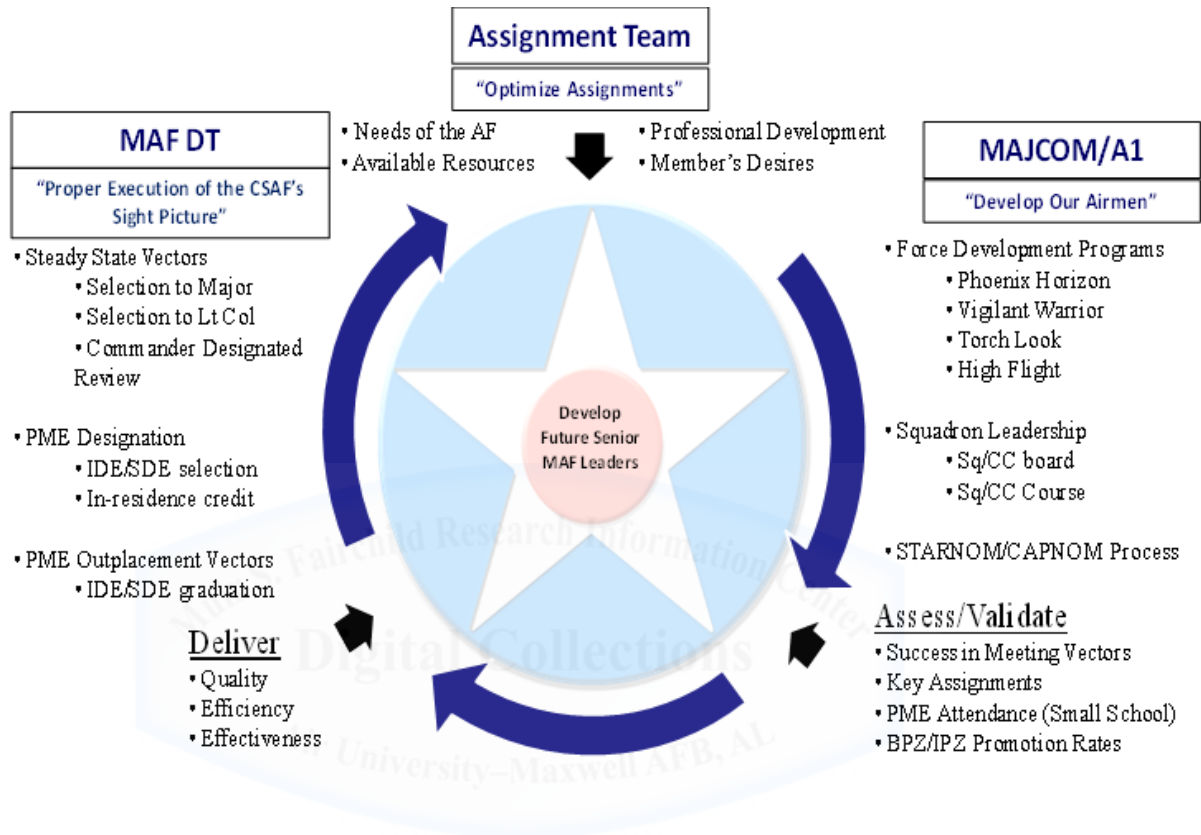 Assignment Team
“Optimize Assignments”
• Needs of the AF
• Available Resources
• Professional Development
• Member’s Desires
MAF DT
“Proper Execution of the CSAF’s
Sight Picture”
• Steady State Vectors
• Selection to Major
• Selection to Lt Col
• Commander Designated
Review
• PME Designation
• IDE/SDE selection
• In-residence credit
• PME Outplacement Vectors
• IDE/SDE graduation
MAJCOM/A1
“Develop Our Airmen”
• Force Development Programs
• Phoenix Horizon
• Vigilant Warrior
• Torch Look
• High Flight
• Squadron Leadership
• Sq/CC board
• Sq/CC Course
• STARNOM/CAPNOM Process
Develop
Future Senior
MAF Leaders
Deliver
• Quality
• Efficiency
• Effectiveness
Assess/Validate
• Success in Meeting Vectors
• Key Assignments
• PME Attendance (Small School)
• BPZ/IPZ Promotion Rates
Fairchild Research Information Center
Digital Collections
University–Maxwell AFB, AL